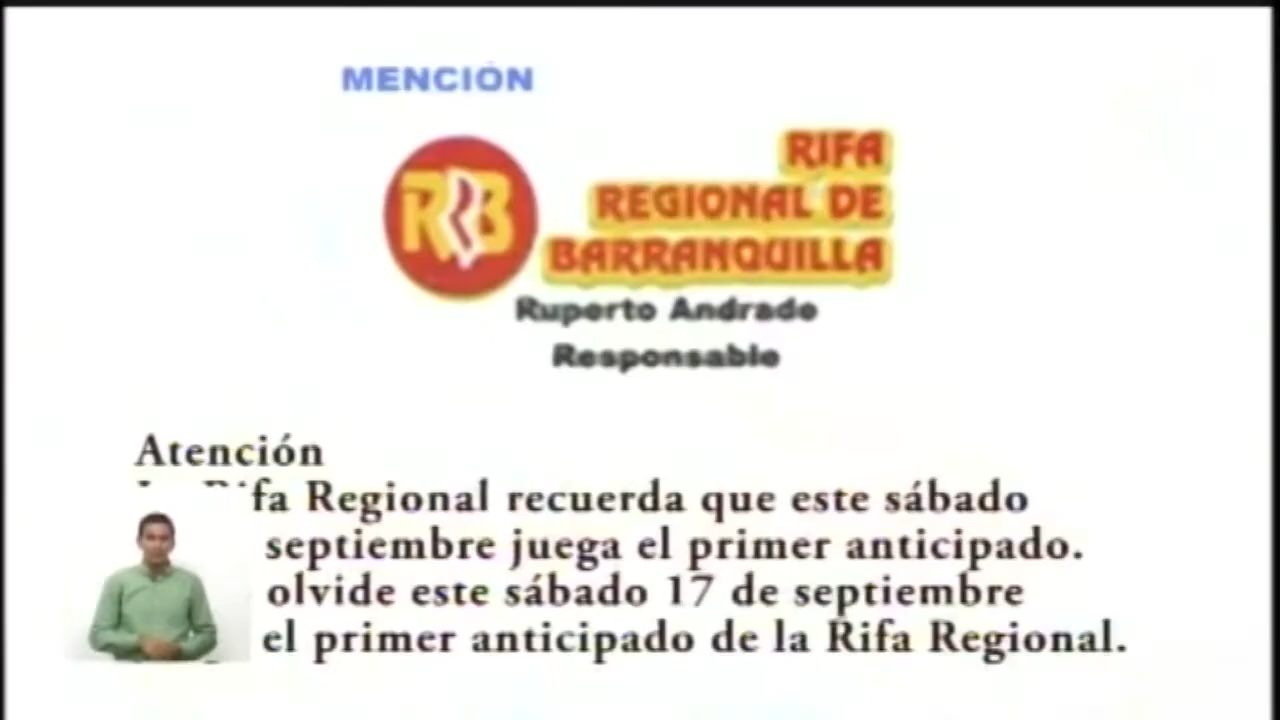 MENCIÓN
RB
RIFA
REGIONAL DE
BARRANQUILLA
Ruperto Andrade
Responsable
Atención
fa Regional recuerda que este sábado
septiembre juega el primer anticipado.
olvide este sábado 17 de septiembre
el primer anticipado de la Rifa Regional.